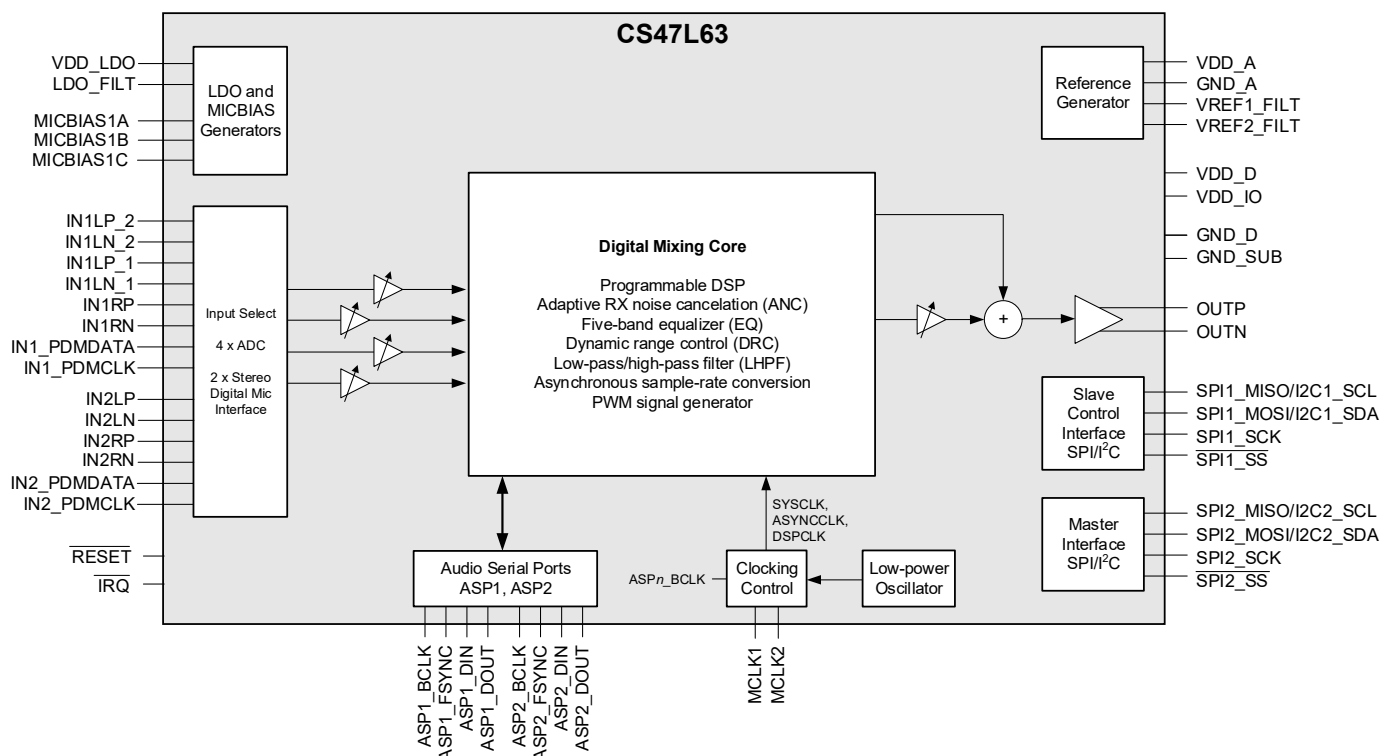 CS47L63
VDD_LDO
LDO_FILT
MICBIAS1A
MICBIAS1B
MICBIAS1C
LDO and
MICBIAS
Generators
Reference
Generator
VDD_A
GND_A
VREF1_FILT
VREF2_FILT
VDD_D
VDD_IO
GND_D
GND_SUB
IN1LP_2
IN1LN_2
IN1LP_1
IN1LN_1
IN1RP
IN1RN
IN1_PDMDATA
IN1_PDMCLK
IN2LP
IN2LN
IN2RP
IN2RN
IN2_PDMDATA
IN2_PDMCLK
Input Select
4 x ADC
2 x Stereo
Digital Mic
Interface
Digital Mixing Core
Programmable DSP
Adaptive RX noise cancelation (ANC)
Five-band equalizer (EQ)
Dynamic range control (DRC)
Low-pass/high-pass filter (LHPF)
Asynchronous sample-rate conversion
PWM signal generator
+
OUTP
OUTN
Slave
Control
Interface
SPI/I²C
SPI1_MISO/I2C1_SCL
SPI1_MOSI/I2C1_SDA
SPI1_SCK
SPI1_SS
Master
Interface
SPI/I²C
SPI2_MISO/I2C2_SCL
SPI2_MOSI/I2C2_SDA
SPI2_SCK
SPI2_SS
RESET
IRQ
SYSCLK,
ASYNCCLK,
DSPCLK
Audio Serial Ports
ASP1, ASP2
ASPn_BCLK
Clocking
Control
Low-power
Oscillator
ASP1_BCLK
ASP1_FSYNC
ASP1_DIN
ASP1_DOUT
ASP2_BCLK
ASP2_FSYNC
ASP2_DIN
ASP2_DOUT
MCLK1
MCLK2